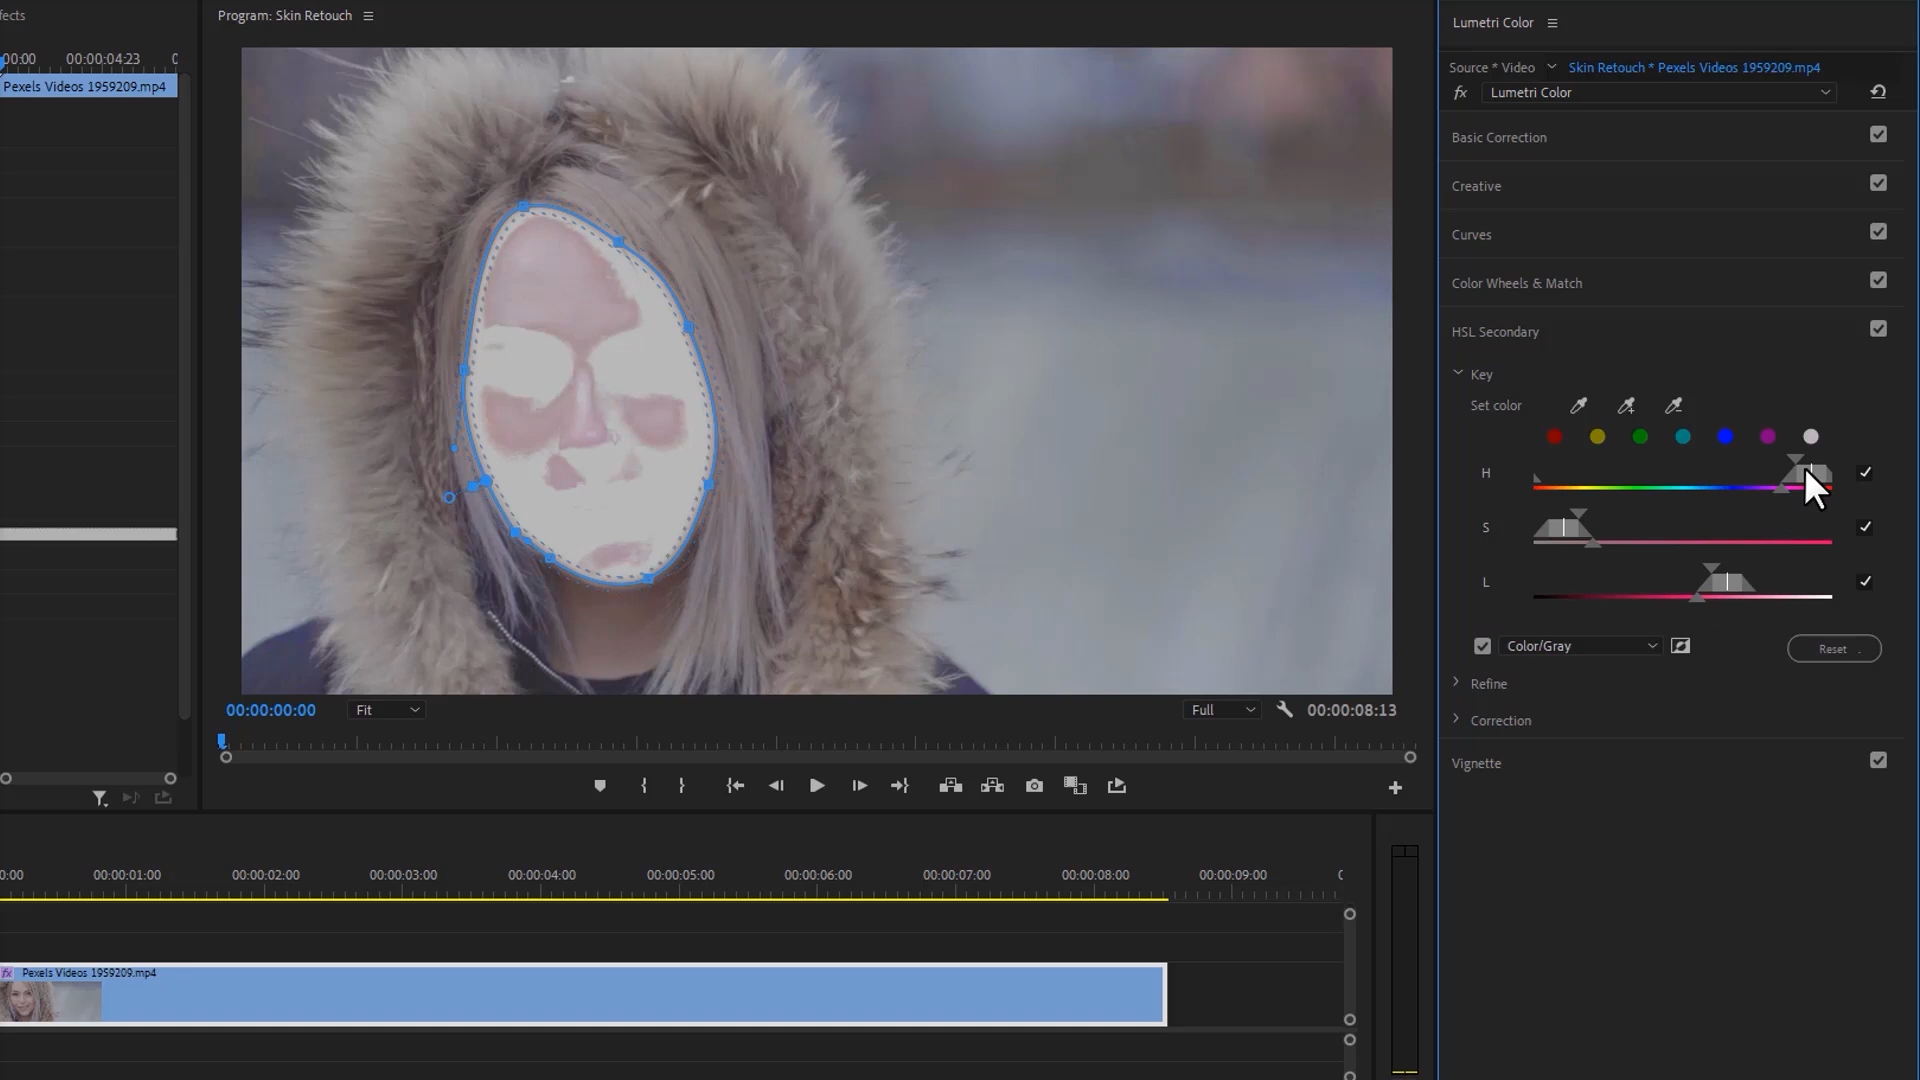 fects
Program: Skin Retouch
Lumetri Color
00:00
00:00:04:23
0
Source * Video
Skin Retouch * Pexels Videos 1959209.mp4
Pexels Videos 1959209.mp4
fx
Lumetri Color
Basic Correction
Creative
Curves
Color Wheels & Match
HSL Secondary
Key
Set color
H
S
L
Color/Gray
Reset
Refine
Correction
Vignette
00:00:00:00
Fit
Full
00:00:08:13
0:00
00:00:01:00
00:00:02:00
00:00:03:00
00:00:04:00
00:00:05:00
00:00:06:00
00:00:07:00
00:00:08:00
00:00:09:00
fx
Pexels Videos 1959209.mp4